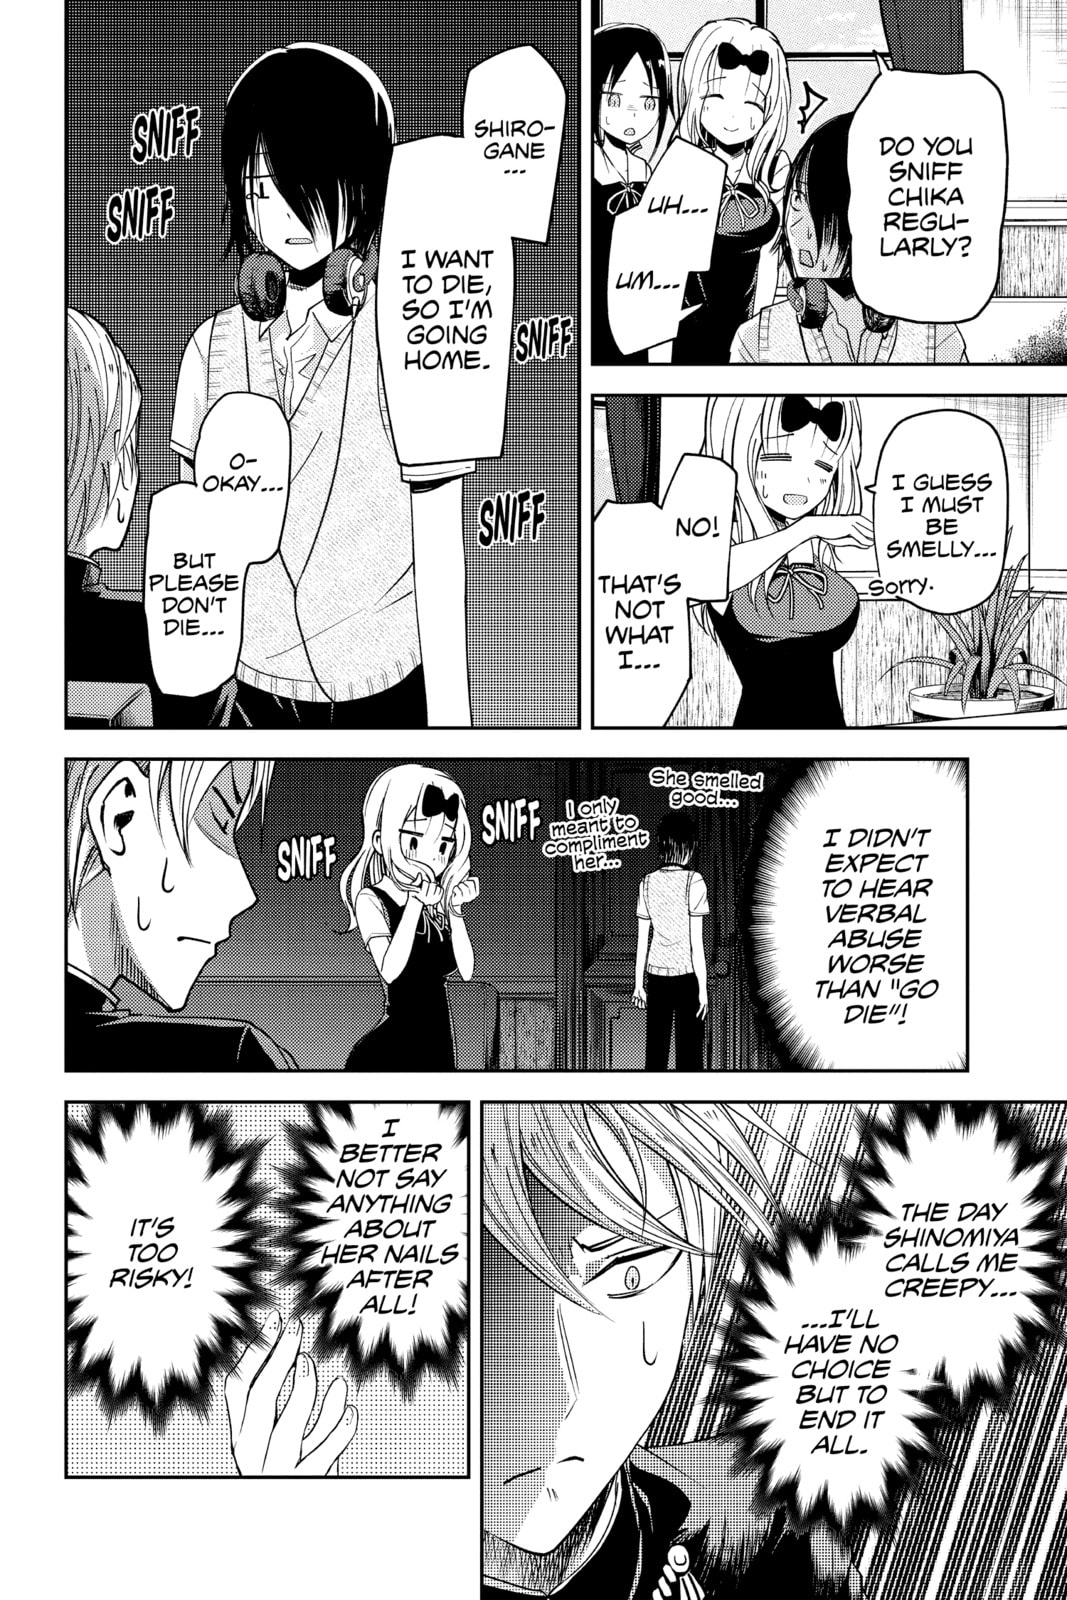 DO YOU
SNIFF
CHIKA
REGU-
LARLY?
UH...
UM...
I GUESS
I MUST
BE
SMELLY...
Sorry.
NO!
THAT'S
NOT
WHAT
I...
SHIRO-
GANE
...
I WANT
TO DIE,
SO I'M
GOING
HOME.
SNIFF
SNIFF
SNIFF
SNIFF
O-
OKAY...
BUT
PLEASE
DON'T
DIE...
I DIDN'T
EXPECT
TO HEAR
VERBAL
ABUSE
WORSE
THAN "GO
DIE"!
She smelled
good...
I only
meant to
compliment
her...
SNIFF
SNIFF
THE DAY
SHINOMIYA
CALLS ME
CREEPY...
...I'LL
HAVE NO
CHOICE
BUT TO
END IT
ALL.
I
BETTER
NOT SAY
ANYTHING
ABOUT
HER NAILS
AFTER
ALL!
IT'S
TOO
RISKY!